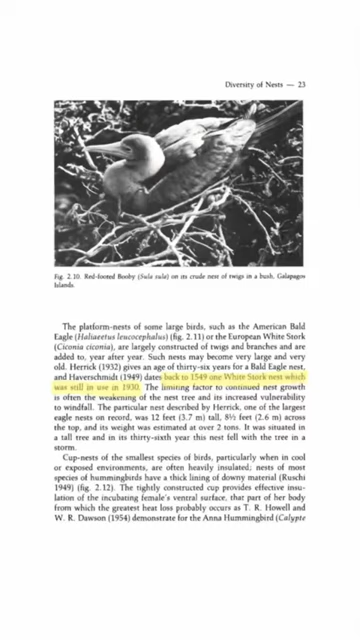 Diversity of Nests — 23
Fig. 2.10. Red-footed Booby (Sula sula) on its crude nest of twigs in a bush, Galapagos
Islands.
The platform-nests of some large birds, such as the American Bald
Eagle (Haliaeetus leucocephalus) (fig. 2.11) or the European White Stork
(Ciconia ciconia), are largely constructed of twigs and branches and are
added to, year after year. Such nests may become very large and very
old. Herrick (1932) gives an age of thirty-six years for a Bald Eagle nest,
and Haverschmidt (1949) dates back to 1549 one White Stork nest which
was still in use in 1930. The limiting factor to continued nest growth
is often the weakening of the nest tree and its increased vulnerability
to windfall. The particular nest described by Herrick, one of the largest
eagle nests on record, was 12 feet (3.7 m) tall, 8½ feet (2.6 m) across
the top, and its weight was estimated at over 2 tons. It was situated in
a tall tree and in its thirty-sixth year this nest fell with the tree in a
storm.
Cup-nests of the smallest species of birds, particularly when in cool
or exposed environments, are often heavily insulated; nests of most
species of hummingbirds have a thick lining of downy material (Ruschi
1949) (fig. 2.12). The tightly constructed cup provides effective insu-
lation of the incubating female's ventral surface, that part of her body
from which the greatest heat loss probably occurs as T. R. Howell and
W. R. Dawson (1954) demonstrate for the Anna Hummingbird (Calypte